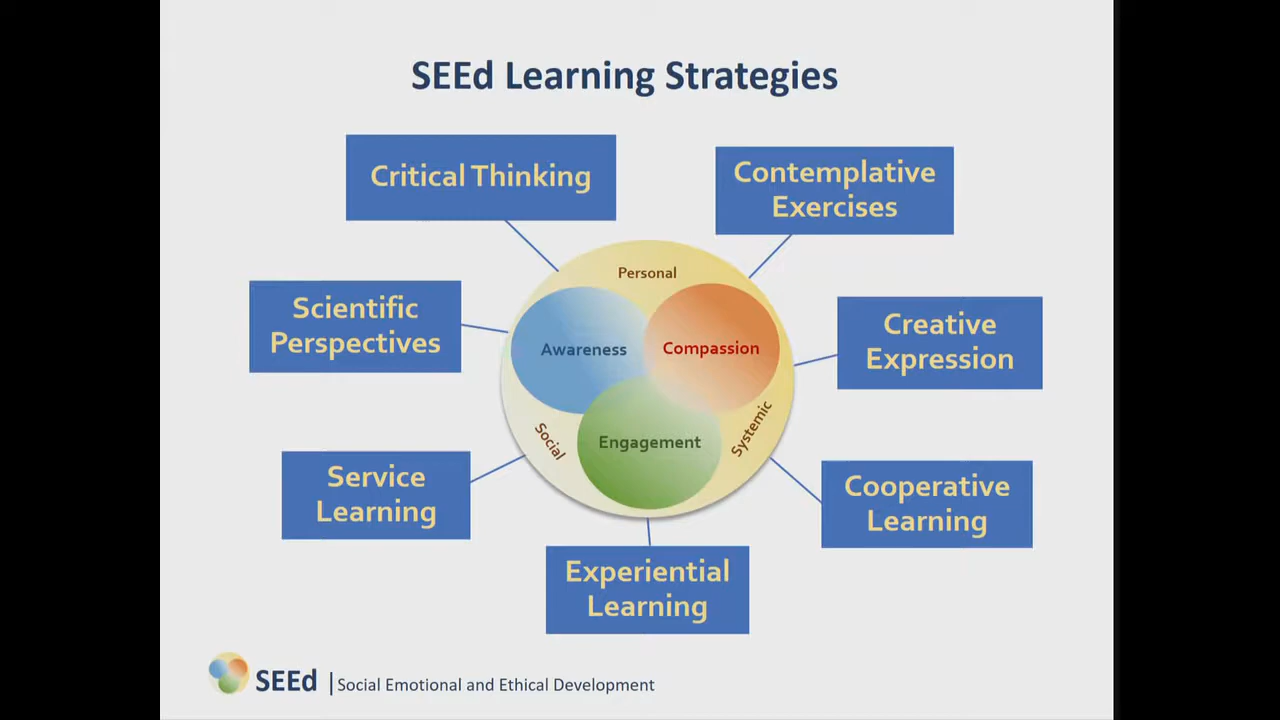 SEEd Learning Strategies
Critical Thinking
Contemplative
Exercises
Scientific
Perspectives
Creative
Expression
Personal
Awareness
Compassion
Engagement
Social
Systemic
Service
Learning
Cooperative
Learning
Experiential
Learning
SEEd | Social Emotional and Ethical Development